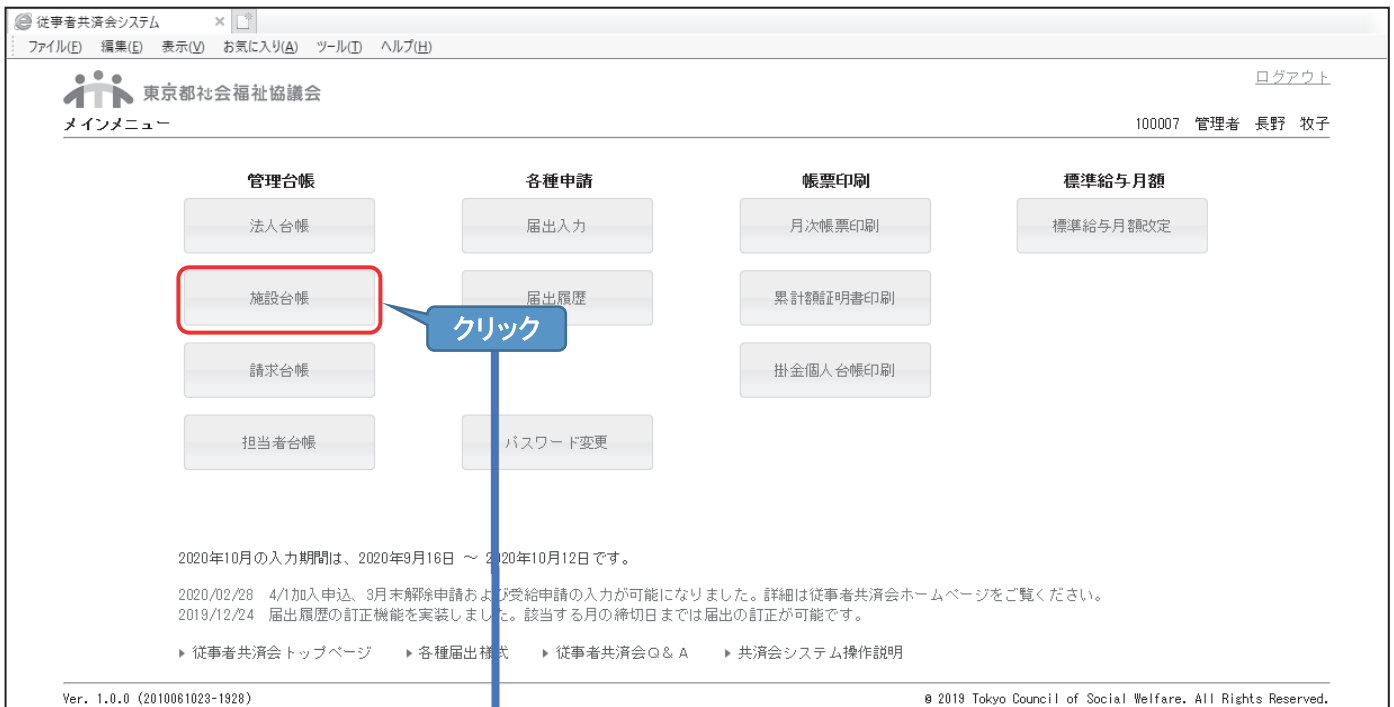 従事者共済会システム
ファイル(F) 編集(E) 表示(V) お気に入り(A) ツール(T) ヘルプ(H)
東京都社会福祉協議会
ログアウト
メインメニュー
100007 管理者 長野 牧子
管理台帳 各種申請 帳票印刷 標準給与月額
法人台帳 届出入力 月次帳票印刷 標準給与月額改定
施設台帳 届出履歴 累計額証明書印刷
クリック
請求台帳 掛金個人台帳印刷
担当者台帳 パスワード変更
2020年10月の入力期間は、2020年9月16日 ～ 2020年10月12日です。
2020/02/28 4/1加入申込、3月末解除申請および受給申請の入力が可能になりました。詳細は従事者共済会ホームページをご覧ください。
2019/12/24 届出履歴の訂正機能を実装しました。該当する月の締切日までは届出の訂正が可能です。
従事者共済会トップページ 各種届出様式 従事者共済会Q&A 共済会システム操作説明
Ver. 1.0.0 (2010061023-1928)
© 2019 Tokyo Council of Social Welfare. All Rights Reserved.